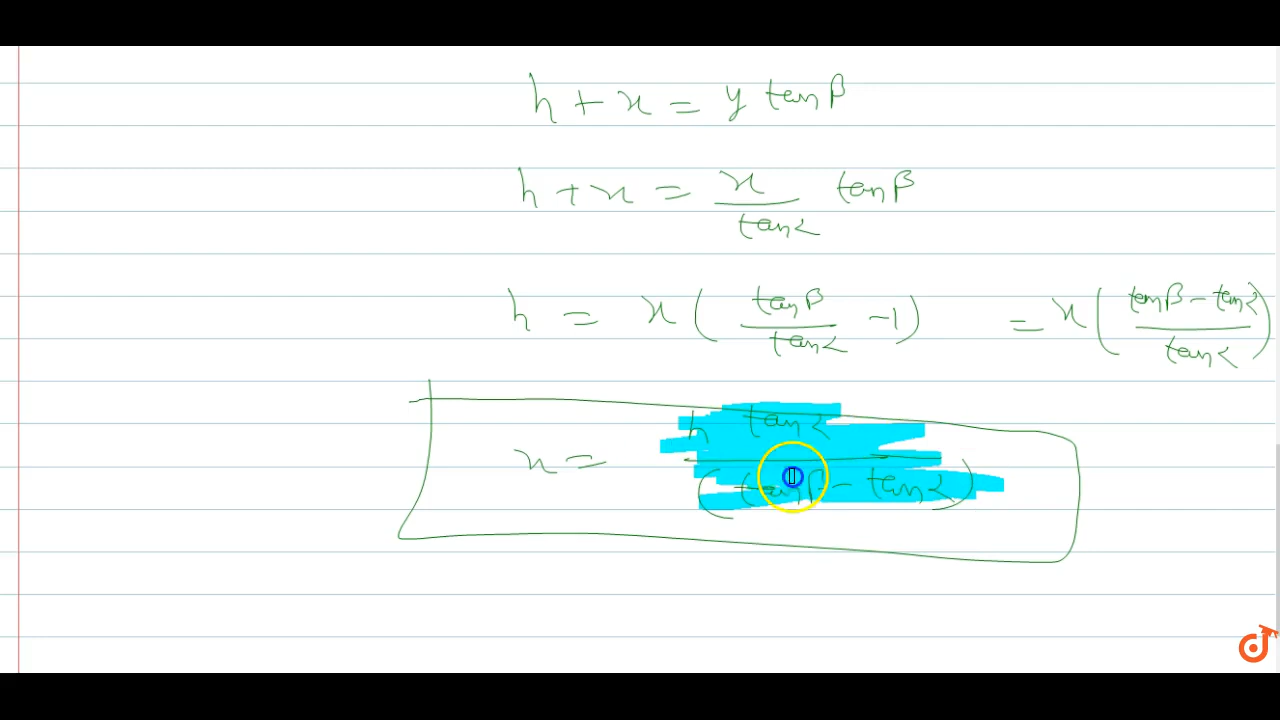 h + x = y tan β
h + x = x/tan α tan β
h = x ( tan β/tan α - 1 ) = x ( (tan β - tan α)/tan α )
x = h tan α/(tan β - tan α)